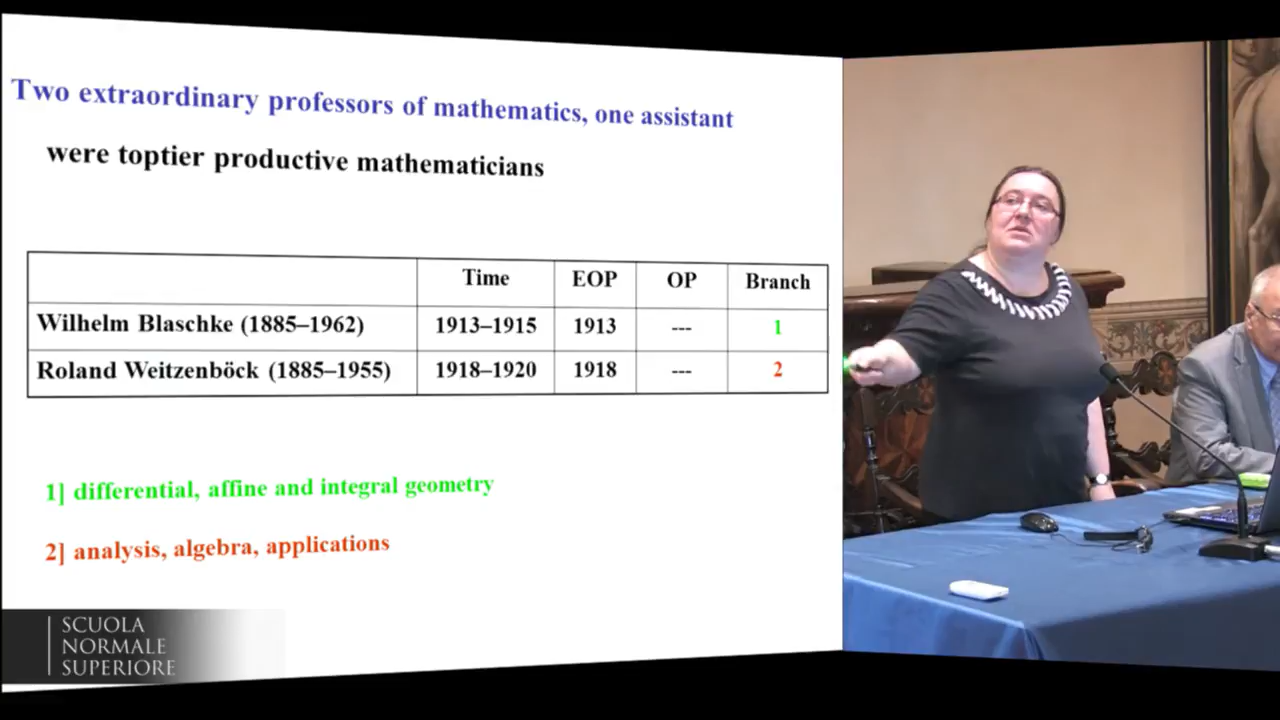 Two extraordinary professors of mathematics, one assistant
were toptier productive mathematicians
Time EOP OP Branch
Wilhelm Blaschke (1885–1962) 1913–1915 1913 --- 1
Roland Weitzenböck (1885–1955) 1918–1920 1918 --- 2
1] differential, affine and integral geometry
2] analysis, algebra, applications
SCUOLA
NORMALE
SUPERIORE